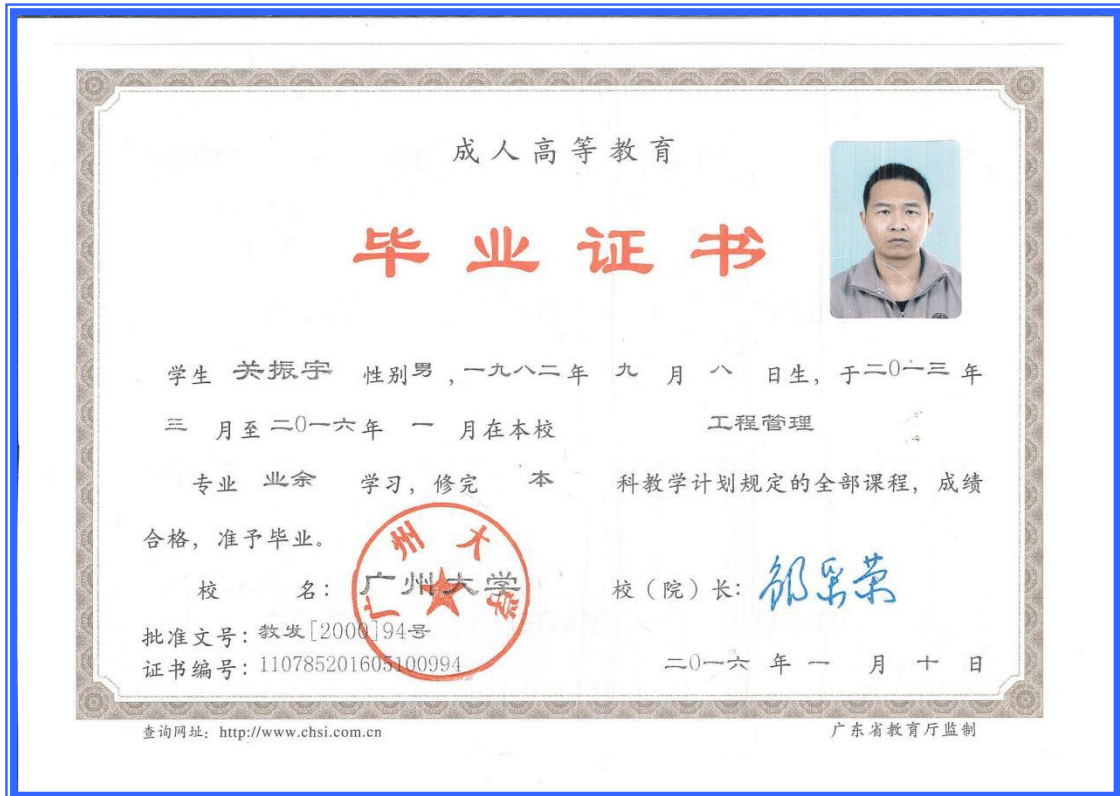 成人高等教育
毕业证书
学生 关振宇 性别 男 , 一九八二 年 九 月 八 日生, 于二0一三 年
三 月至 二0一六 年 一 月在本校 工程管理
专业 业余 学习, 修完 本 科教学计划规定的全部课程, 成绩
合格, 准予毕业。
校 名: 广州大学 校(院)长:
广州大学
批准文号: 教发[2000]94号
证书编号: 110785201605100994 二0一六 年 一 月 十 日
查询网址: http://www.chsi.com.cn 广东省教育厅监制